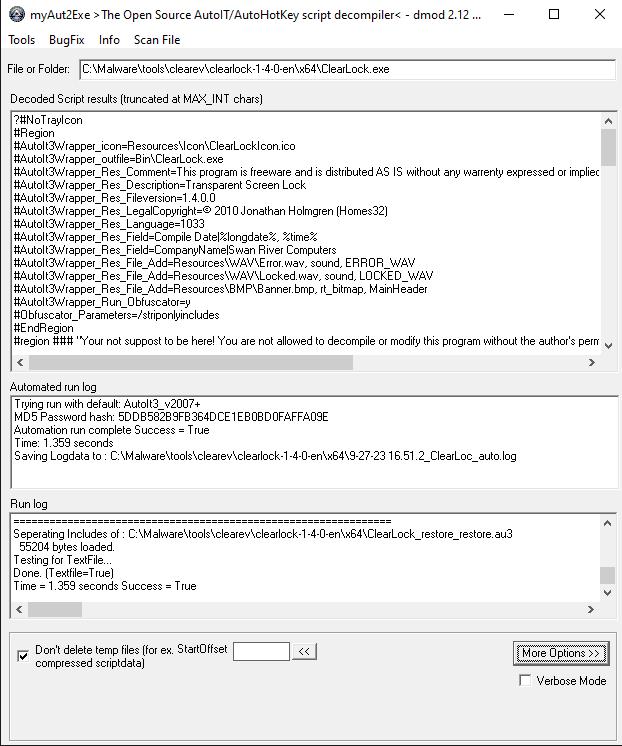 myAut2Exe >The Open Source AutoIT/AutoHotKey script decompiler< - dmod 2.12 ...
Tools BugFix Info Scan File
File or Folder: C:\Malware\tools\clearev\clearlock-1-4-0-en\x64\ClearLock.exe
Decoded Script results (truncated at MAX_INT chars)
?#NoTrayIcon
#Region
#AutoIt3Wrapper_icon=Resources\Icon\ClearLockIcon.ico
#AutoIt3Wrapper_outfile=Bin\ClearLock.exe
#AutoIt3Wrapper_Res_Comment=This program is freeware and is distributed AS IS without any warrenty expressed or implied
#AutoIt3Wrapper_Res_Description=Transparent Screen Lock
#AutoIt3Wrapper_Res_Fileversion=1.4.0.0
#AutoIt3Wrapper_Res_LegalCopyright=© 2010 Jonathan Holmgren (Homes32)
#AutoIt3Wrapper_Res_Language=1033
#AutoIt3Wrapper_Res_Field=Compile Date|%longdate%, %time%
#AutoIt3Wrapper_Res_Field=CompanyName|Swan River Computers
#AutoIt3Wrapper_Res_File_Add=Resources\WAV\Error.wav, sound, ERROR_WAV
#AutoIt3Wrapper_Res_File_Add=Resources\WAV\Locked.wav, sound, LOCKED_WAV
#AutoIt3Wrapper_Res_File_Add=Resources\BMP\Banner.bmp, rt_bitmap, MainHeader
#AutoIt3Wrapper_Run_Obfuscator=y
#Obfuscator_Parameters=/striponlyincludes
#EndRegion
#region ### "Your not suppost to be here! You are not allowed to decompile or modify this program without the author's perm
Automated run log
Trying run with default: AutoIt3_v2007+
MD5 Password hash: 5DDB582B9FB364DCE1EB0BD0FAFFA09E
Automation run complete Success = True
Time: 1.359 seconds
Saving Logdata to : C:\Malware\tools\clearev\clearlock-1-4-0-en\x64\9-27-23 16.51.2_ClearLoc_auto.log
Run log
=============================================================
Seperating Includes of : C:\Malware\tools\clearev\clearlock-1-4-0-en\x64\ClearLock_restore_restore.au3
55204 bytes loaded.
Testing for TextFile...
Done. (Textfile=True)
Time = 1.359 seconds Success = True
Don't delete temp files (for ex. compressed scriptdata) StartOffset << More Options >>
Verbose Mode